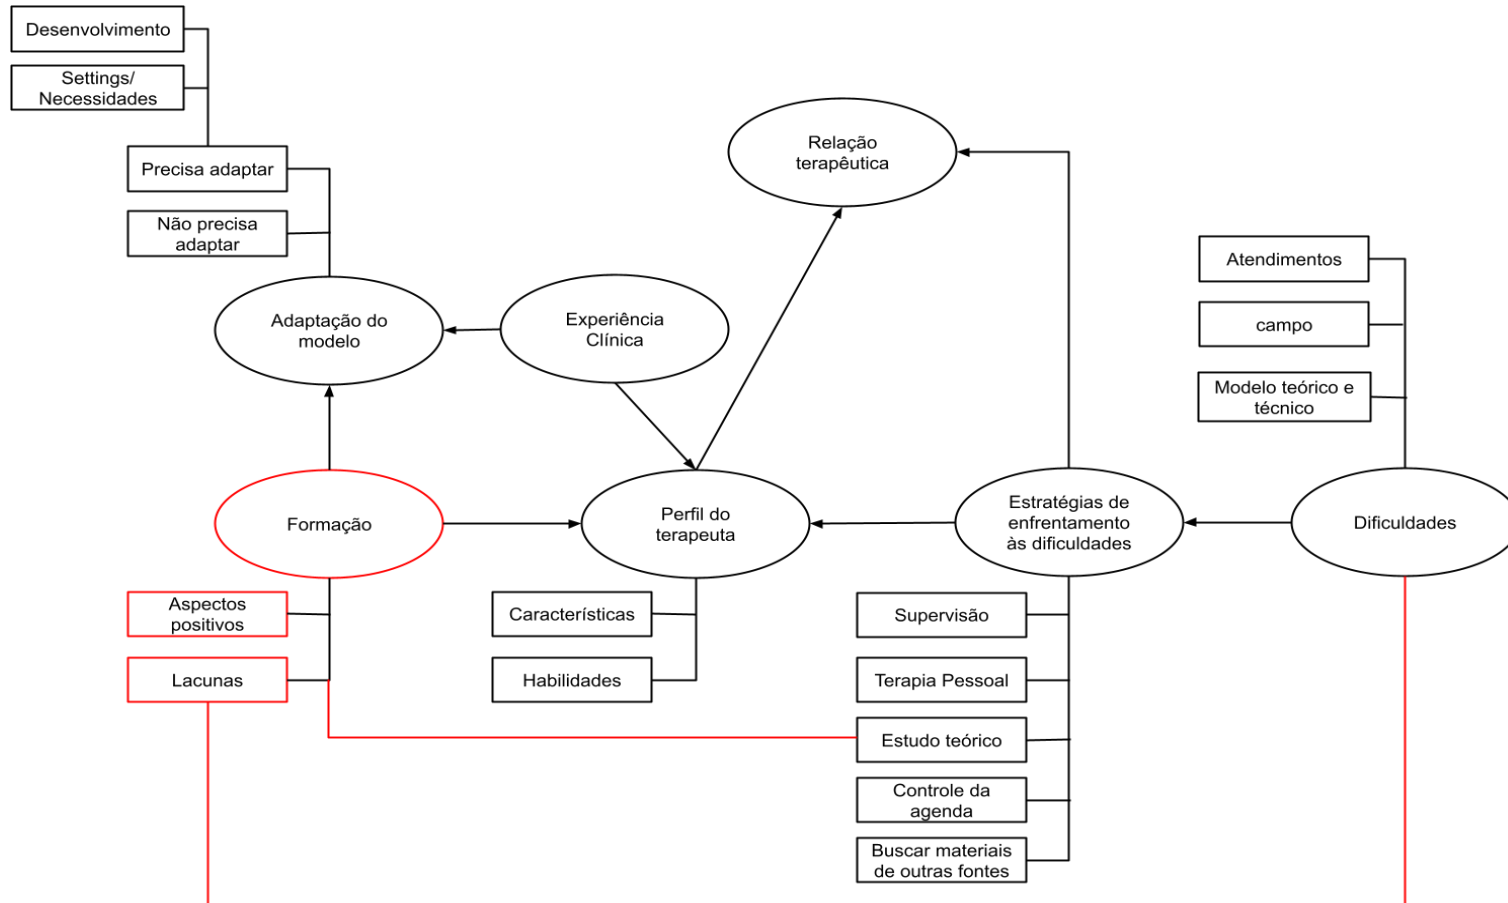 Desenvolvimento
Settings/
Necessidades
Precisa adaptar
Não precisa
adaptar
Relação
terapêutica
Atendimentos
campo
Modelo teórico e
técnico
Adaptação do
modelo
Experiência
Clínica
Formação
Perfil do
terapeuta
Estratégias de
enfrentamento
às dificuldades
Dificuldades
Aspectos
positivos
Lacunas
Características
Habilidades
Supervisão
Terapia Pessoal
Estudo teórico
Controle da
agenda
Buscar materiais
de outras fontes